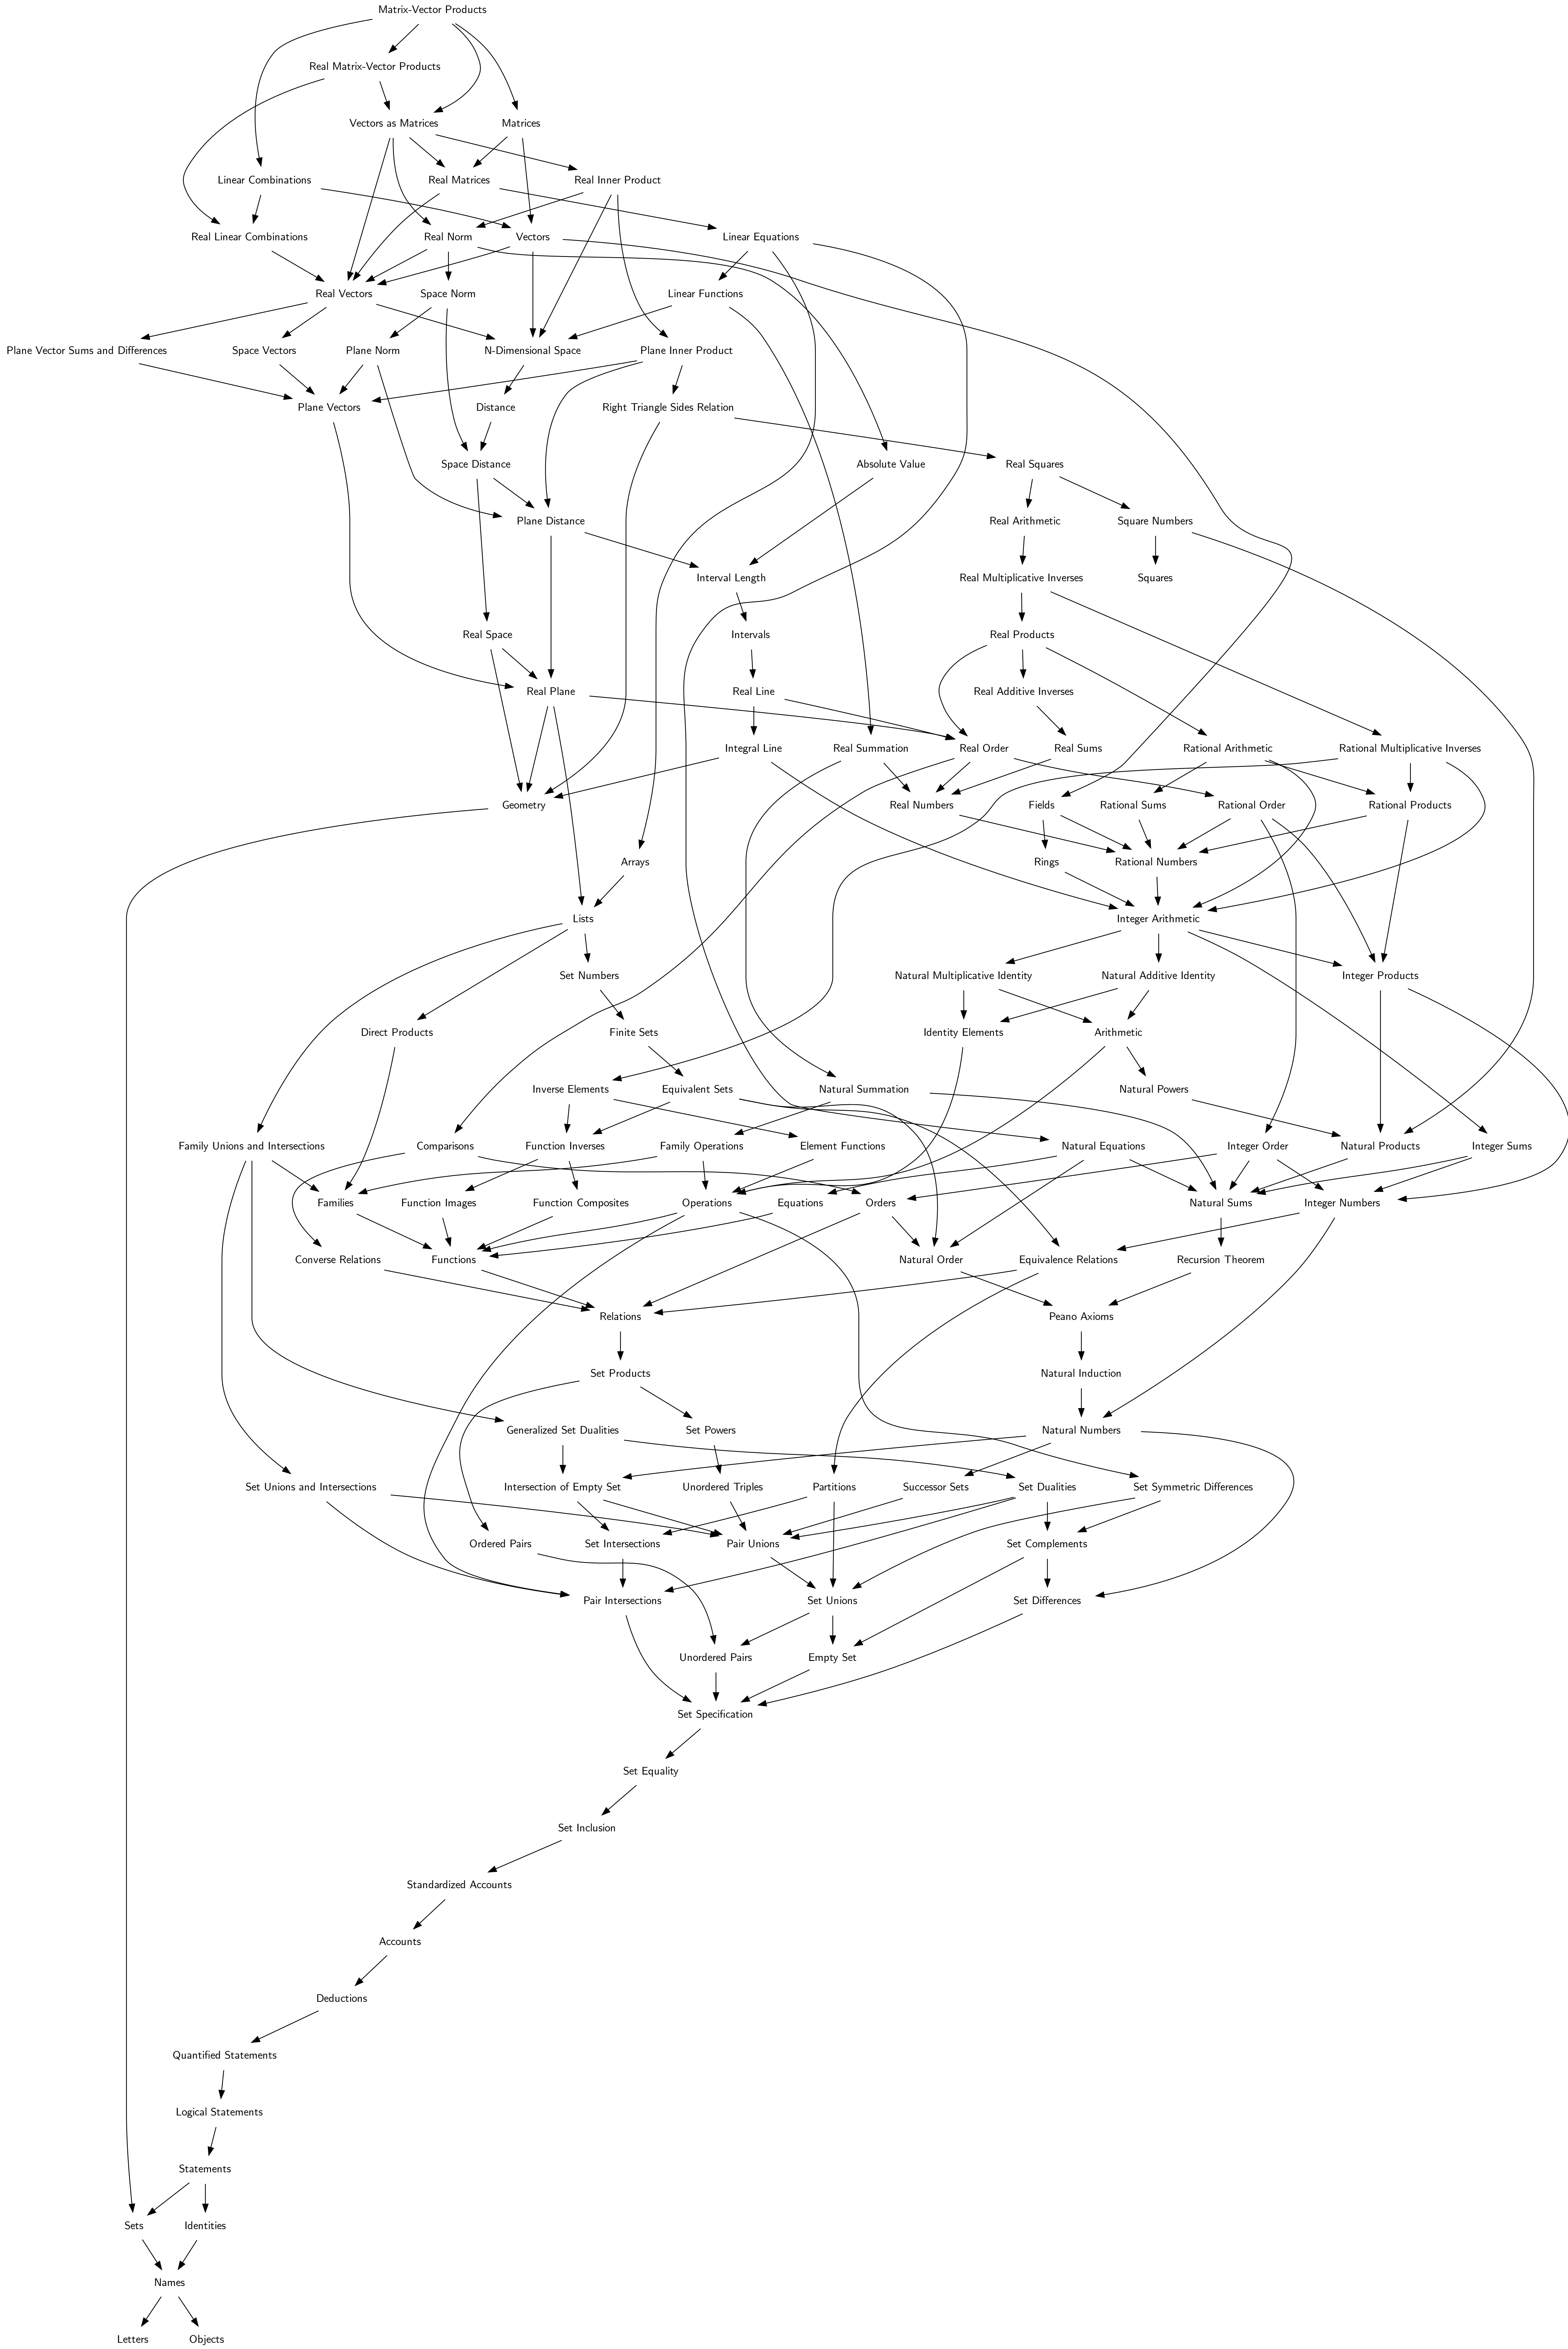 Matrix-Vector Products
Real Matrix-Vector Products
Vectors as Matrices
Matrices
Linear Combinations
Real Matrices
Real Inner Product
Real Linear Combinations
Real Norm
Vectors
Linear Equations
Real Vectors
Space Norm
Linear Functions
Plane Vector Sums and Differences
Space Vectors
Plane Norm
N-Dimensional Space
Plane Inner Product
Plane Vectors
Distance
Right Triangle Sides Relation
Space Distance
Absolute Value
Real Squares
Plane Distance
Real Arithmetic
Square Numbers
Interval Length
Real Multiplicative Inverses
Squares
Real Space
Intervals
Real Products
Real Plane
Real Line
Real Additive Inverses
Integral Line
Real Summation
Real Order
Real Sums
Rational Arithmetic
Rational Multiplicative Inverses
Geometry
Real Numbers
Fields
Rational Sums
Rational Order
Rational Products
Arrays
Rings
Rational Numbers
Lists
Integer Arithmetic
Set Numbers
Natural Multiplicative Identity
Natural Additive Identity
Integer Products
Direct Products
Finite Sets
Identity Elements
Arithmetic
Inverse Elements
Equivalent Sets
Natural Summation
Natural Powers
Family Unions and Intersections
Comparisons
Function Inverses
Family Operations
Element Functions
Natural Equations
Integer Order
Natural Products
Integer Sums
Families
Function Images
Function Composites
Operations
Equations
Orders
Natural Sums
Integer Numbers
Converse Relations
Functions
Natural Order
Equivalence Relations
Recursion Theorem
Relations
Peano Axioms
Set Products
Natural Induction
Generalized Set Dualities
Set Powers
Natural Numbers
Set Unions and Intersections
Intersection of Empty Set
Unordered Triples
Partitions
Successor Sets
Set Dualities
Set Symmetric Differences
Ordered Pairs
Set Intersections
Pair Unions
Set Complements
Pair Intersections
Set Unions
Set Differences
Unordered Pairs
Empty Set
Set Specification
Set Equality
Set Inclusion
Standardized Accounts
Accounts
Deductions
Quantified Statements
Logical Statements
Statements
Sets
Identities
Names
Letters
Objects